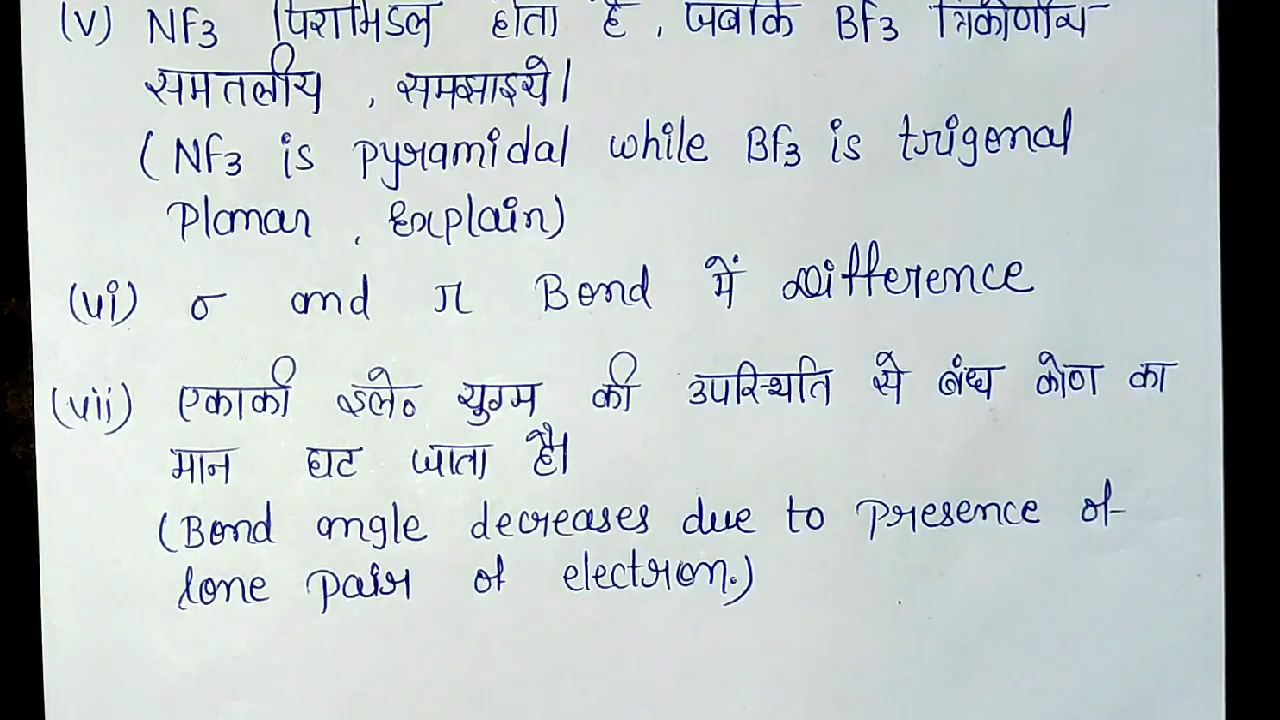 (v) NF3 पिरामिडल होता है, जबकि BF3 त्रिकोणीय
समतलीय, समझाइये।
(NF3 is pyramidal while BF3 is trigonal
Planar, Explain)
(vi) σ and π Bond में Difference
(vii) एकाकी इले० युग्म की उपस्थिति से बंध कोण का
मान घट जाता है।
(Bond angle decreases due to presence of
lone pair of electron.)